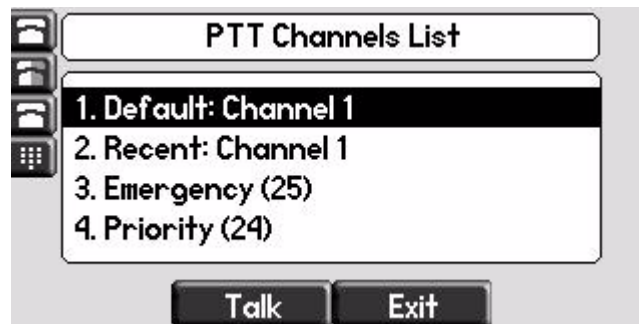 PTT Channels List
1. Default: Channel 1
2. Recent: Channel 1
3. Emergency (25)
4. Priority (24)
Talk Exit